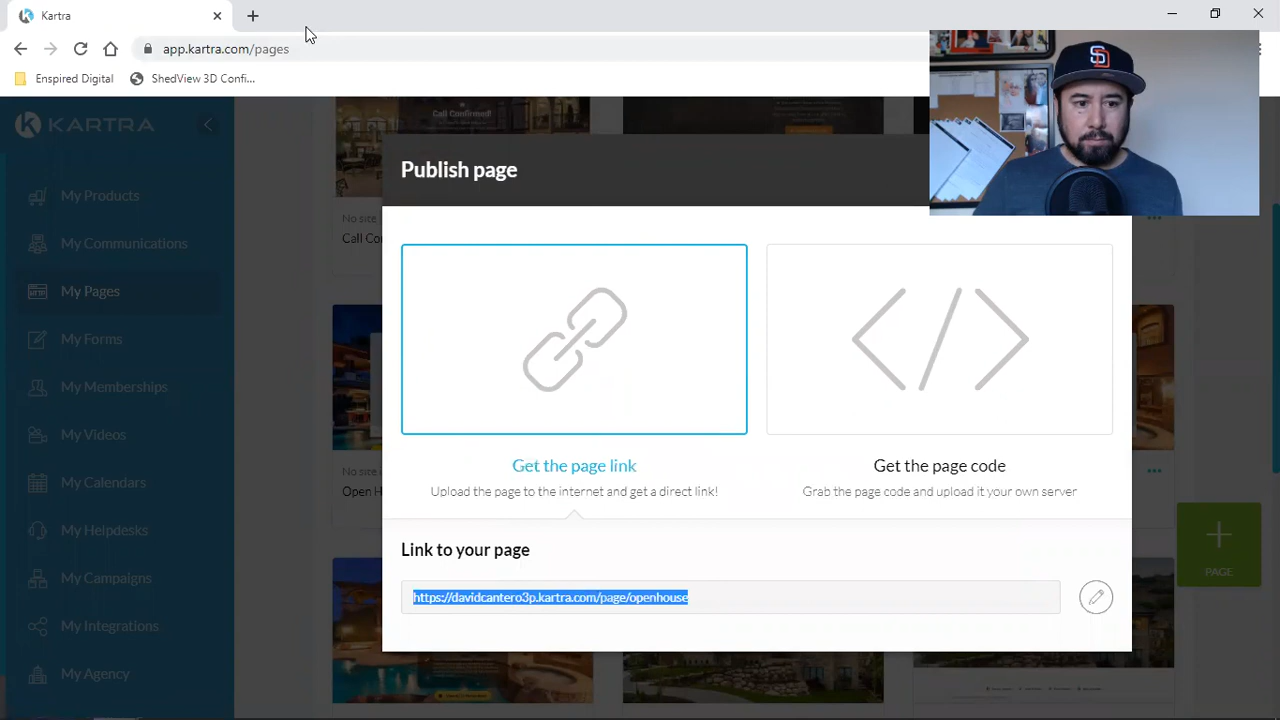 Kartra
app.kartra.com/pages
Enspired Digital
ShedView 3D Confi...
KARTRA
Call Confirmed!
Publish page
My Products
No site
Call Co
My Communications
My Pages
My Forms
My Memberships
My Videos
Get the page link
Get the page code
No site
Open H
My Calendars
Upload the page to the internet and get a direct link!
Grab the page code and upload it your own server
My Helpdesks
Link to your page
PAGE
My Campaigns
https://davidcantero3p.kartra.com/page/openhouse
My Integrations
My Agency
SD